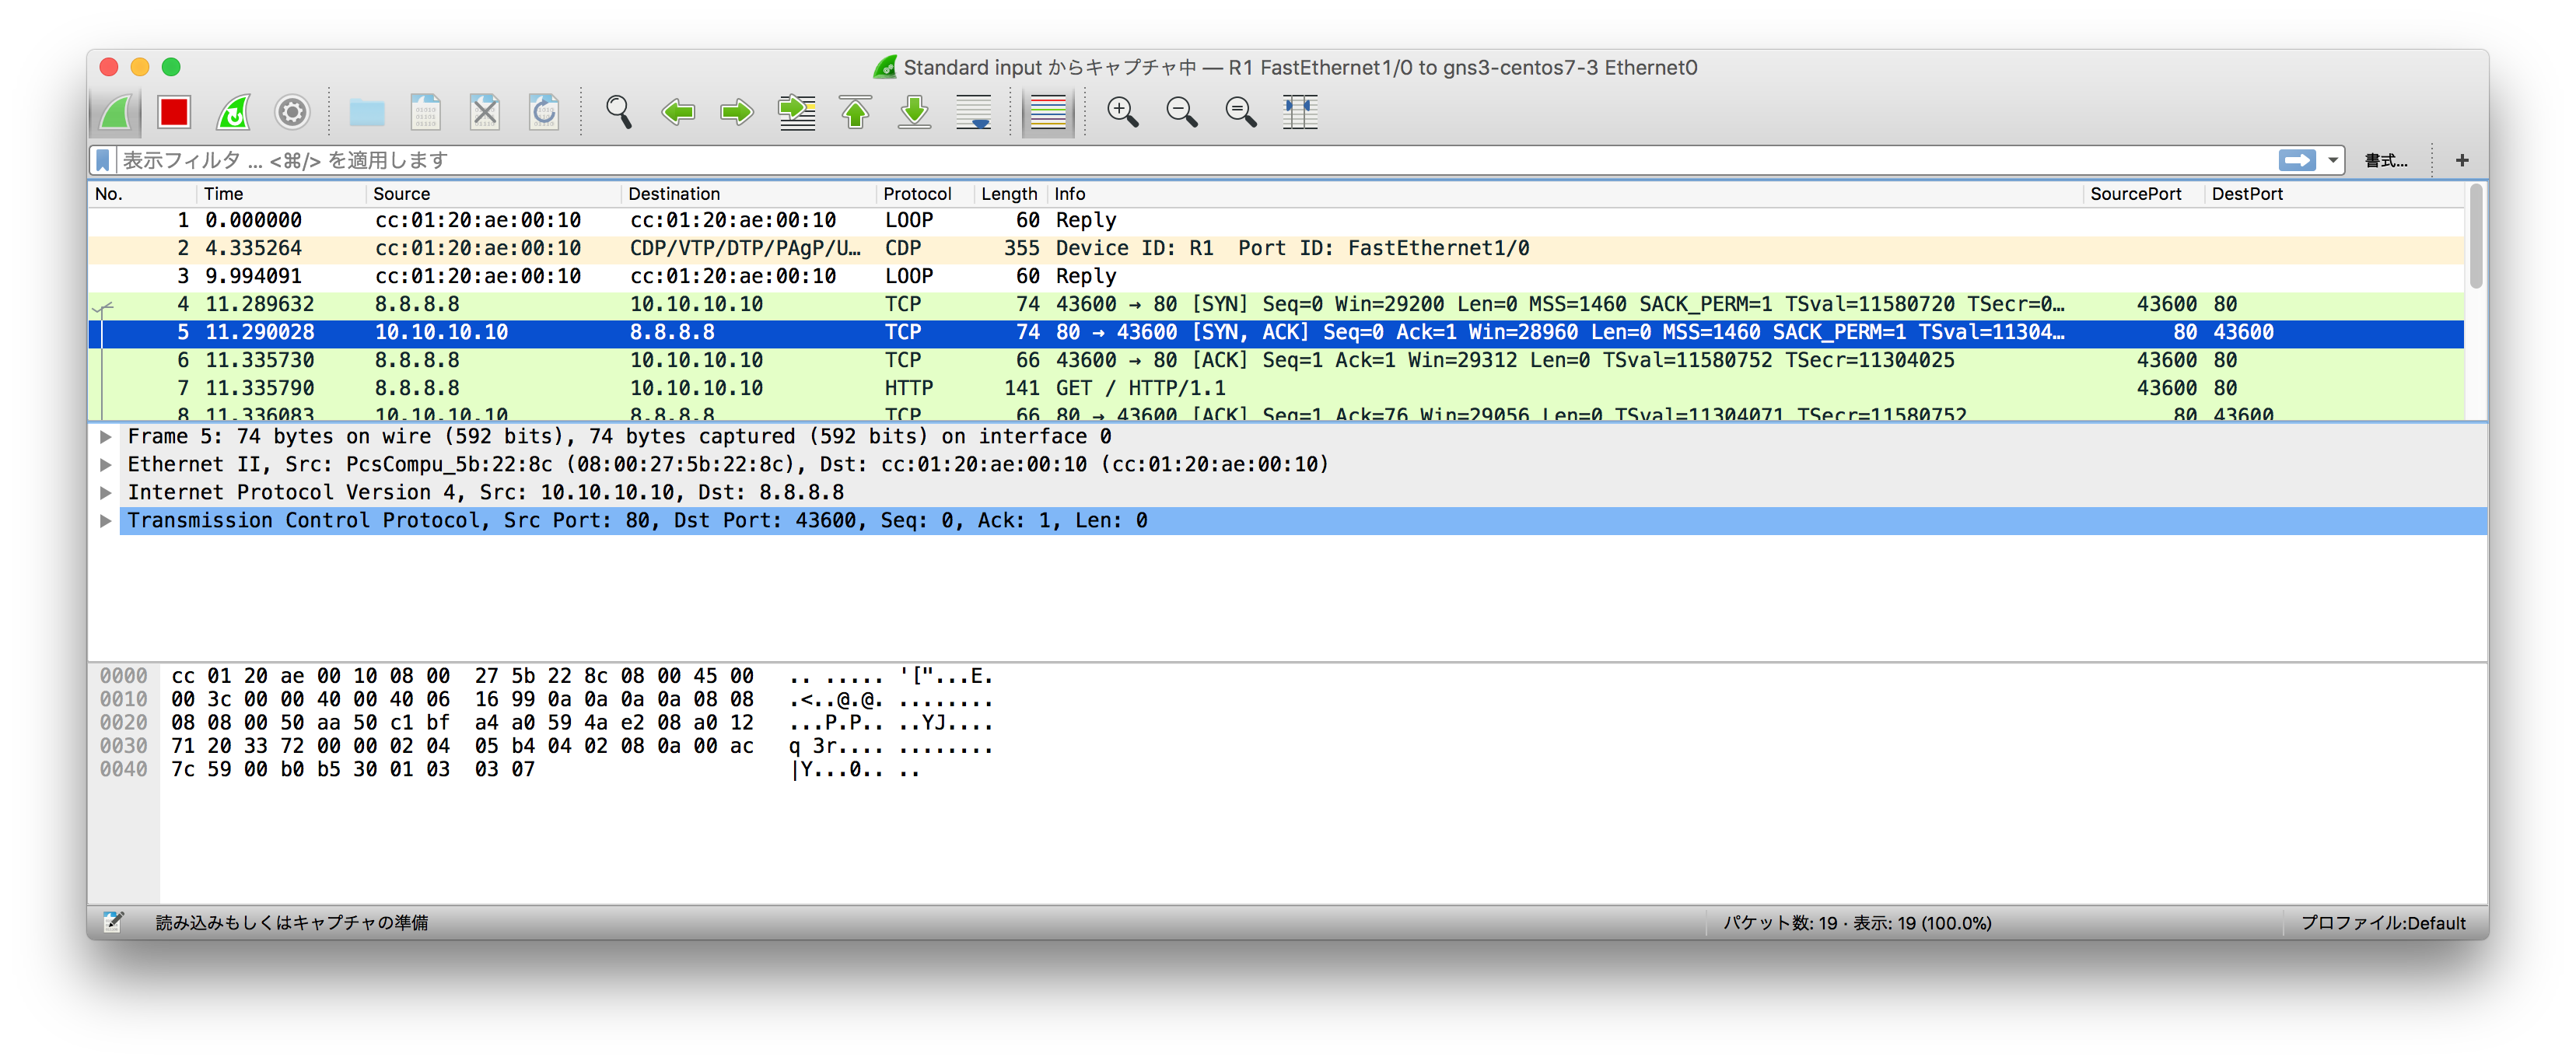 Standard input からキャプチャ中 — R1 FastEthernet1/0 to gns3-centos7-3 Ethernet0
表示フィルタ ... <⌘/> を適用します 書式... +
No. Time Source Destination Protocol Length Info SourcePort DestPort
1 0.000000 cc:01:20:ae:00:10 cc:01:20:ae:00:10 LOOP 60 Reply
2 4.335264 cc:01:20:ae:00:10 CDP/VTP/DTP/PAgP/U… CDP 355 Device ID: R1 Port ID: FastEthernet1/0
3 9.994091 cc:01:20:ae:00:10 cc:01:20:ae:00:10 LOOP 60 Reply
4 11.289632 8.8.8.8 10.10.10.10 TCP 74 43600 → 80 [SYN] Seq=0 Win=29200 Len=0 MSS=1460 SACK_PERM=1 TSval=11580720 TSecr=0… 43600 80
5 11.290028 10.10.10.10 8.8.8.8 TCP 74 80 → 43600 [SYN, ACK] Seq=0 Ack=1 Win=28960 Len=0 MSS=1460 SACK_PERM=1 TSval=11304… 80 43600
6 11.335730 8.8.8.8 10.10.10.10 TCP 66 43600 → 80 [ACK] Seq=1 Ack=1 Win=29312 Len=0 TSval=11580752 TSecr=11304025 43600 80
7 11.335790 8.8.8.8 10.10.10.10 HTTP 141 GET / HTTP/1.1 43600 80
8 11.336083 10.10.10.10 8.8.8.8 TCP 66 80 → 43600 [ACK] Seq=1 Ack=76 Win=29056 Len=0 TSval=11304071 TSecr=11580752 80 43600
Frame 5: 74 bytes on wire (592 bits), 74 bytes captured (592 bits) on interface 0
Ethernet II, Src: PcsCompu_5b:22:8c (08:00:27:5b:22:8c), Dst: cc:01:20:ae:00:10 (cc:01:20:ae:00:10)
Internet Protocol Version 4, Src: 10.10.10.10, Dst: 8.8.8.8
Transmission Control Protocol, Src Port: 80, Dst Port: 43600, Seq: 0, Ack: 1, Len: 0
0000 cc 01 20 ae 00 10 08 00 27 5b 22 8c 08 00 45 00 .. ..... '["...E.
0010 00 3c 00 00 40 00 40 06 16 99 0a 0a 0a 0a 08 08 .<..@.@. ........
0020 08 08 00 50 aa 50 c1 bf a4 a0 59 4a e2 08 a0 12 ...P.P.. ..YJ....
0030 71 20 33 72 00 00 02 04 05 b4 04 02 08 0a 00 ac q 3r.... ........
0040 7c 59 00 b0 b5 30 01 03 03 07 |Y...0.. ..
読み込みもしくはキャプチャの準備 パケット数: 19 · 表示: 19 (100.0%) プロファイル:Default